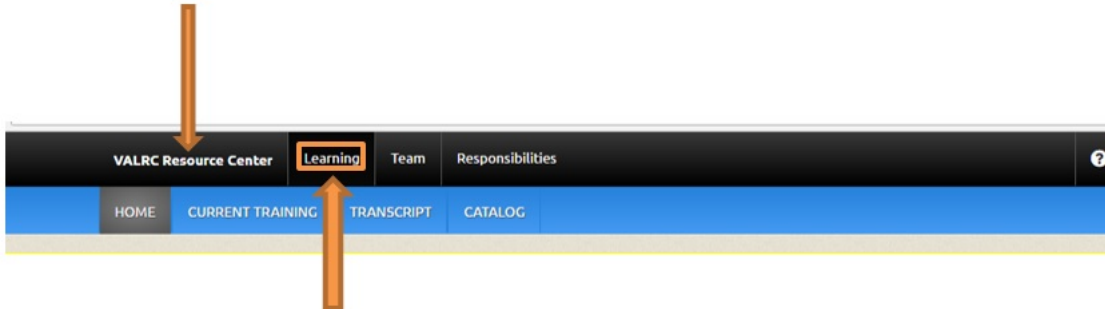 VALRC Resource Center Learning Team Responsibilities ?
HOME CURRENT TRAINING TRANSCRIPT CATALOG